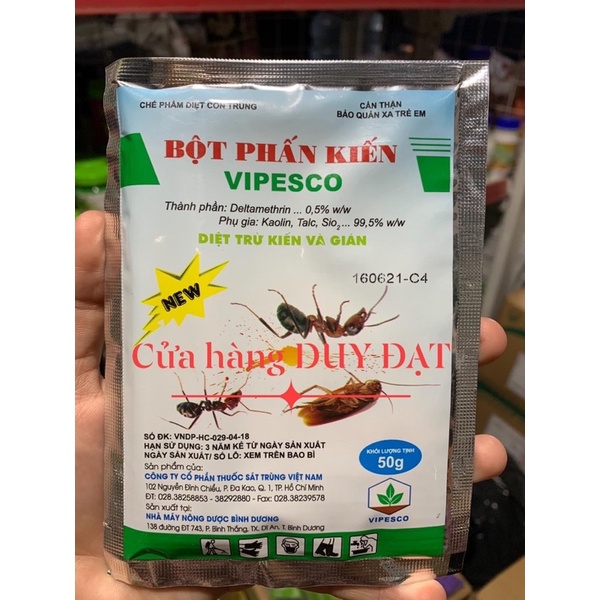 CHẾ PHẨM DIỆT CÔN TRÙNG
CẨN THẬN
BẢO QUẢN XA TRẺ EM
BỘT PHẤN KIẾN
VIPESCO
Thành phần: Deltamethrin ... 0,5% w/w
Phụ gia: Kaolin, Talc, Sio2 ... 99,5% w/w
DIỆT TRỪ KIẾN VÀ GIÁN
160621-C4
NEW
Cửa hàng DUY ĐẠT
SỐ ĐK: VNDP-HC-029-04-18
HẠN SỬ DỤNG: 3 NĂM KỂ TỪ NGÀY SẢN XUẤT
NGÀY SẢN XUẤT/ SỐ LÔ: XEM TRÊN BAO BÌ
Sản phẩm của:
CÔNG TY CỔ PHẦN THUỐC SÁT TRÙNG VIỆT NAM
102 Nguyễn Đình Chiểu, P. Đa Kao, Q. 1, TP. Hồ Chí Minh
ĐT: 028.38258853 - 38292880 - Fax: 028.38239578
Sản xuất tại:
NHÀ MÁY NÔNG DƯỢC BÌNH DƯƠNG
138 đường ĐT 743, P. Bình Thắng, TX. Dĩ An, T. Bình Dương
KHỐI LƯỢNG TỊNH
50g
VIPESCO